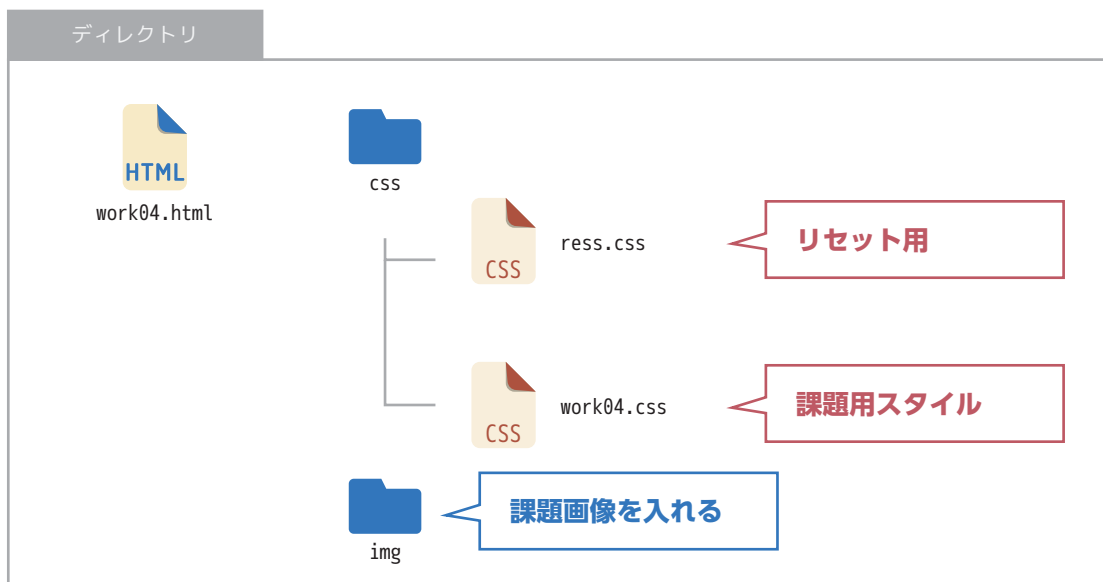 ディレクトリ
HTML
work04.html
css
CSS
ress.css
リセット用
CSS
work04.css
課題用スタイル
img
課題画像を入れる